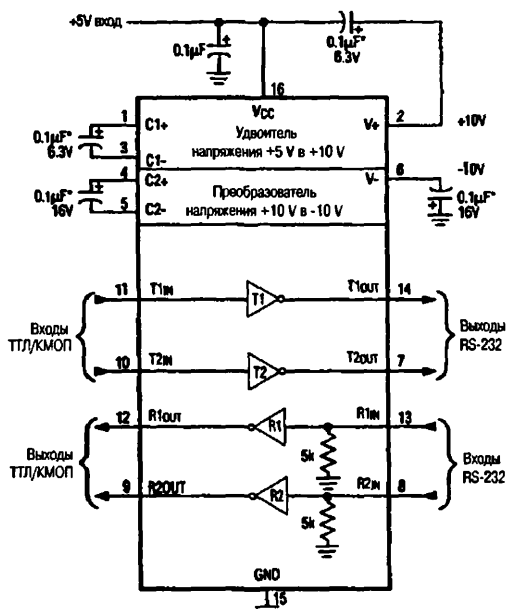 +5V вход
0.1µF
+
0.1µF*
6.3V
+
16
VCC
1
C1+
Удвоитель
напряжения +5 V в +10 V
V+
2
+10V
0.1µF*
6.3V
+
3
C1-
4
C2+
Преобразователь
напряжения +10 V в -10 V
V-
6
-10V
0.1µF*
16V
+
5
C2-
0.1µF*
16V
+
11
T1IN
T1
T1OUT
14
Входы
ТТЛ/КМОП
Выходы
RS-232
10
T2IN
T2
T2OUT
7
12
R1OUT
R1
R1IN
13
5k
Выходы
ТТЛ/КМОП
Входы
RS-232
9
R2OUT
R2
R2IN
8
5k
GND
15